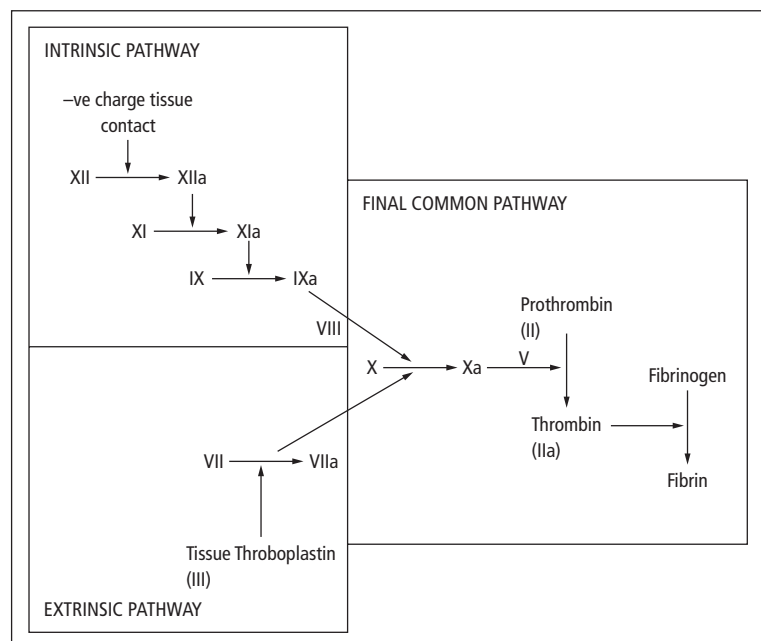 INTRINSIC PATHWAY
–ve charge tissue
contact
XII
XIIa
XI
XIa
IX
IXa
VIII
FINAL COMMON PATHWAY
Prothrombin
(II)
X
Xa
V
Fibrinogen
Thrombin
(IIa)
Fibrin
VII
VIIa
Tissue Throboplastin
(III)
EXTRINSIC PATHWAY